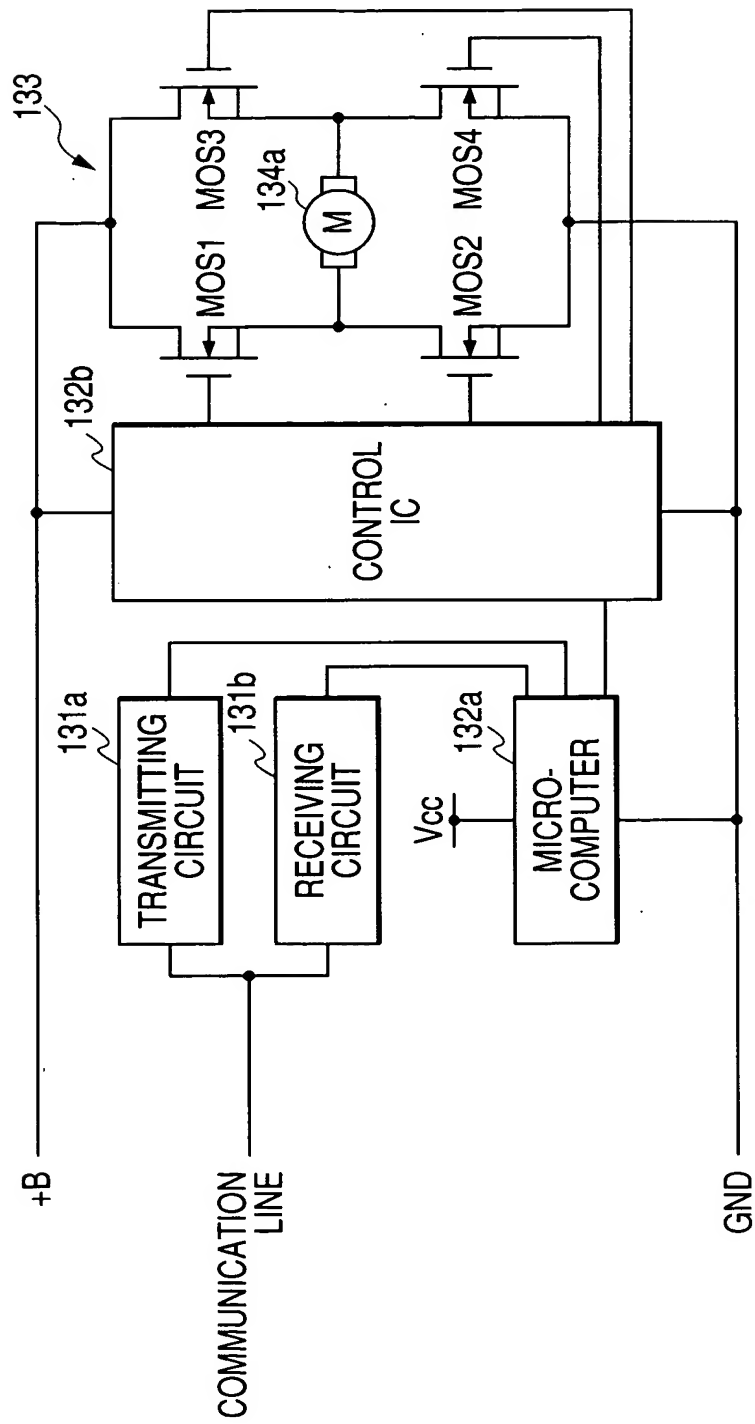 133
+B
132b
MOS1
MOS3
131a
TRANSMITTING
CIRCUIT
134a
M
CONTROL
IC
COMMUNICATION
LINE
131b
RECEIVING
CIRCUIT
MOS2
MOS4
Vcc
132a
MICRO-
COMPUTER
GND